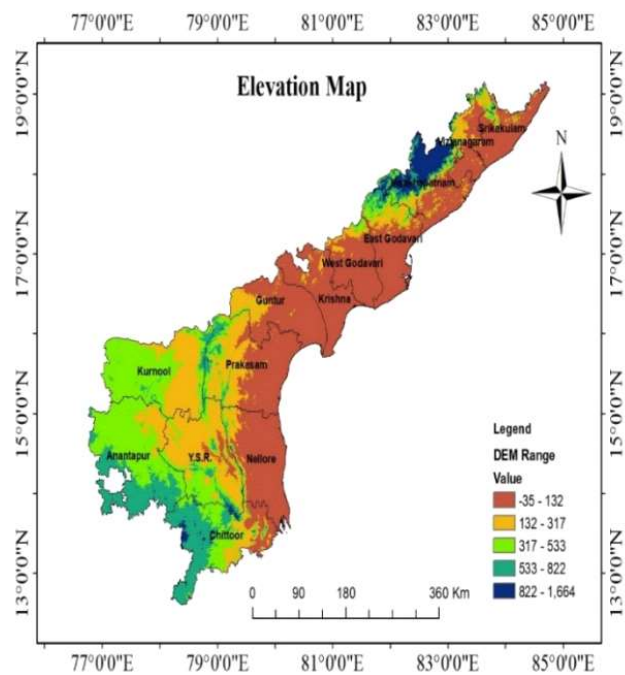 77°0'0"E 79°0'0"E 81°0'0"E 83°0'0"E 85°0'0"E
Elevation Map
19°0'0"N
19°0'0"N
N
Srikakulam
East Godavari
17°0'0"N
West Godavari
17°0'0"N
Guntur
Krishna
Prakasam
Kurnool
15°0'0"N
15°0'0"N
Anantapur
Y.S.R.
Nellore
Chittoor
13°0'0"N
13°0'0"N
Legend
DEM Range
Value
-35 - 132
132 - 317
317 - 533
533 - 822
822 - 1,664
0 90 180 360 Km
77°0'0"E 79°0'0"E 81°0'0"E 83°0'0"E 85°0'0"E